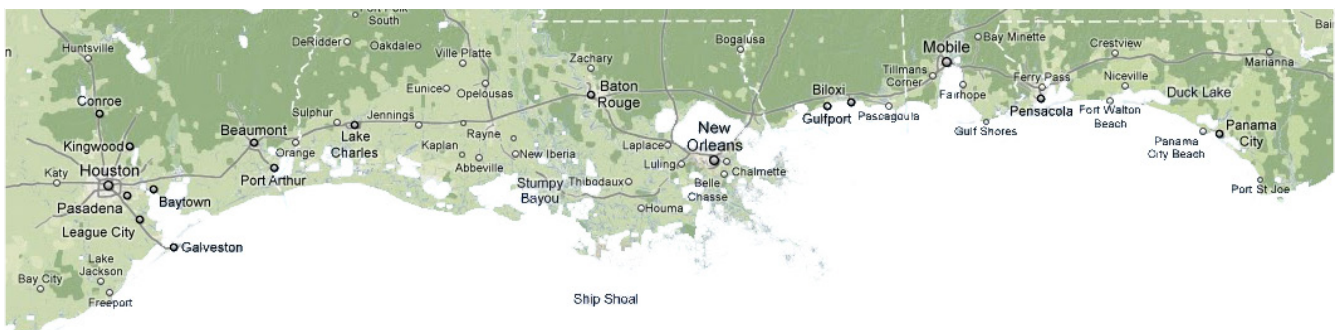 South
DeRidder
Oakdale
Huntsville
Ville Platte
Zachary
Bogalusa
Mobile
Bay Minette
Crestview
Marianna
Conroe
Sulphur
Jennings
Eunice
Opelousas
Baton
Rouge
Biloxi
Tillmans
Corner
Fairhope
Ferry Pass
Niceville
Duck Lake
Kingwood
Beaumont
Orange
Lake
Charles
Rayne
Gulfport
Pascagoula
Gulf Shores
Pensacola
Fort Walton
Beach
Panama
City
Panama
City Beach
Houston
Katy
Port Arthur
Kaplan
Abbeville
New Iberia
Laplace
New
Orleans
Luling
Chalmette
Belle
Chasse
Port St Joe
Pasadena
Baytown
Stumpy
Bayou
Thibodaux
Houma
League City
Galveston
Lake
Jackson
Bay City
Freeport
Ship Shoal